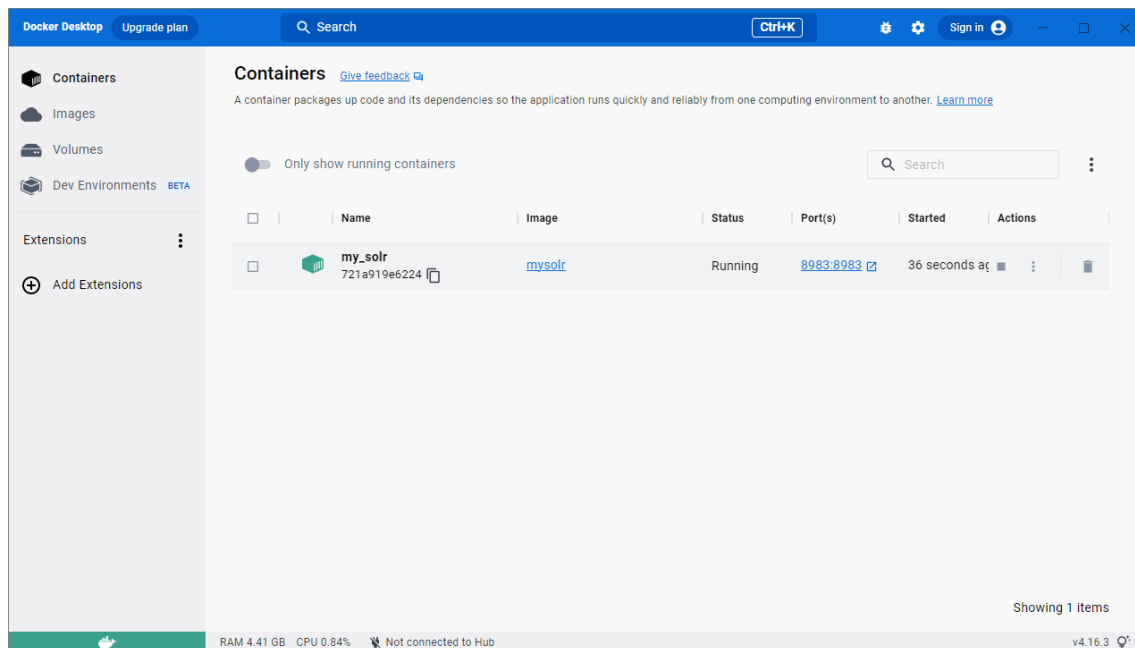 Docker Desktop Upgrade plan Search Ctrl+K Sign in
Containers
Images
Volumes
Dev Environments BETA
Extensions
Add Extensions
Containers Give feedback
A container packages up code and its dependencies so the application runs quickly and reliably from one computing environment to another. Learn more
Only show running containers Search
Name Image Status Port(s) Started Actions
my_solr
721a919e6224 mysolr Running 8983:8983 36 seconds ag
Showing 1 items
RAM 4.41 GB CPU 0.84% Not connected to Hub v4.16.3